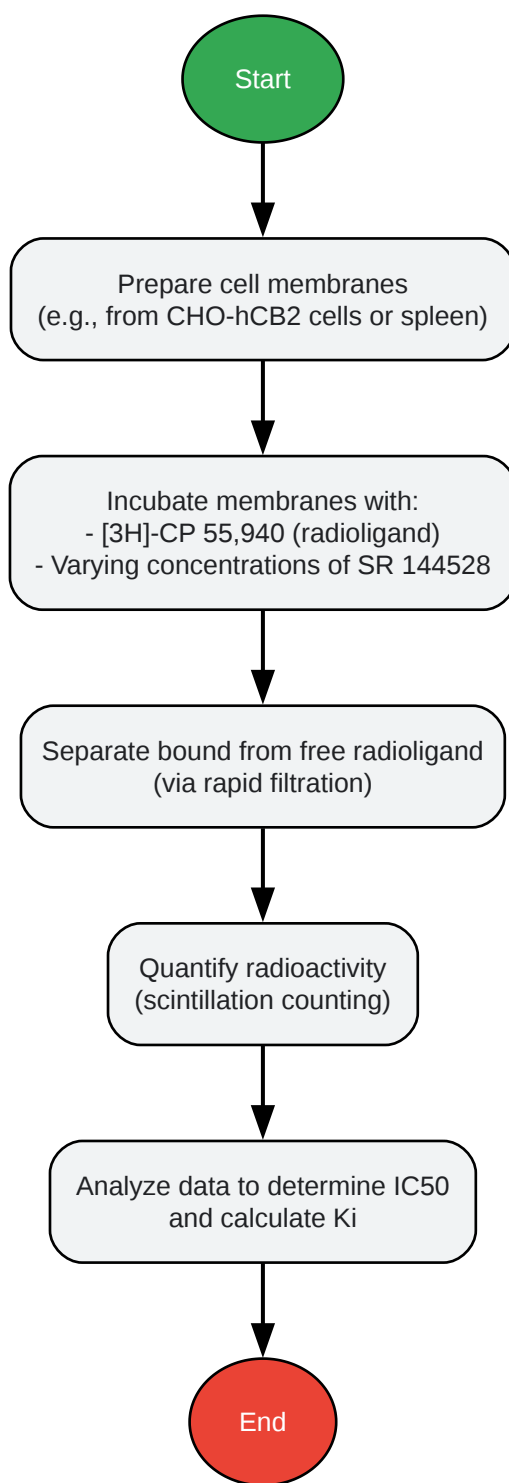 Start
Prepare cell membranes
(e.g., from CHO-hCB2 cells or spleen)
Incubate membranes with:
- [3H]-CP 55,940 (radioligand)
- Varying concentrations of SR 144528
Separate bound from free radioligand
(via rapid filtration)
Quantify radioactivity
(scintillation counting)
Analyze data to determine IC50
and calculate Ki
End